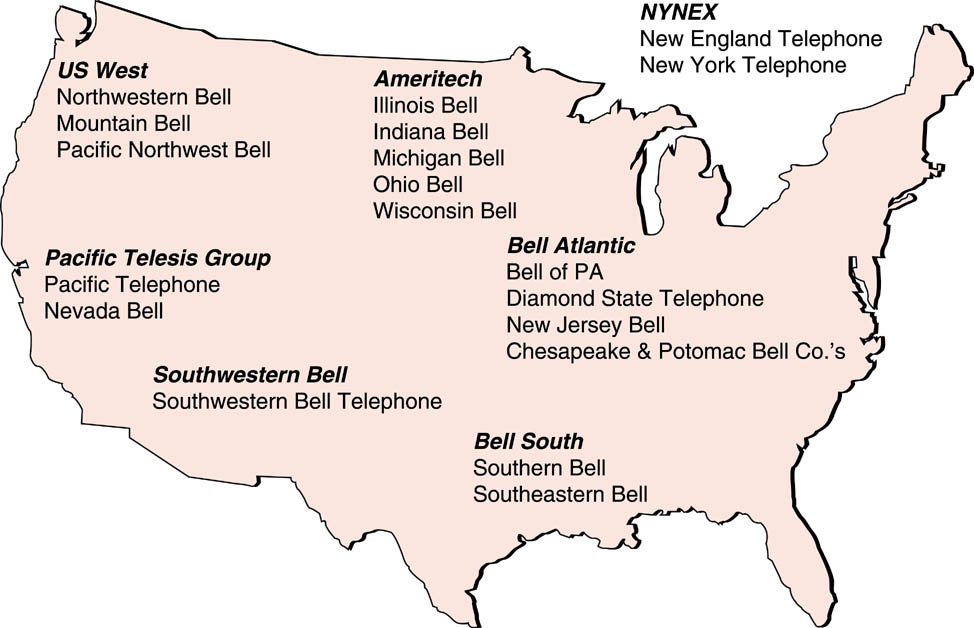 NYNEX
New England Telephone
New York Telephone
US West
Northwestern Bell
Mountain Bell
Pacific Northwest Bell
Ameritech
Illinois Bell
Indiana Bell
Michigan Bell
Ohio Bell
Wisconsin Bell
Pacific Telesis Group
Pacific Telephone
Nevada Bell
Bell Atlantic
Bell of PA
Diamond State Telephone
New Jersey Bell
Chesapeake & Potomac Bell Co.'s
Southwestern Bell
Southwestern Bell Telephone
Bell South
Southern Bell
Southeastern Bell